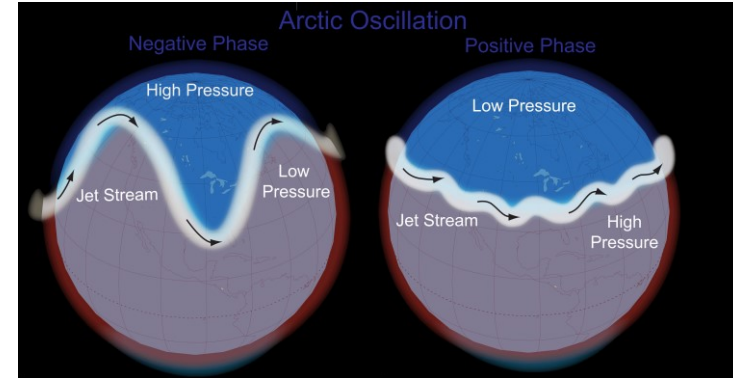 Arctic Oscillation
Negative Phase
High Pressure
Jet Stream
Low
Pressure
Positive Phase
Low Pressure
Jet Stream
High
Pressure